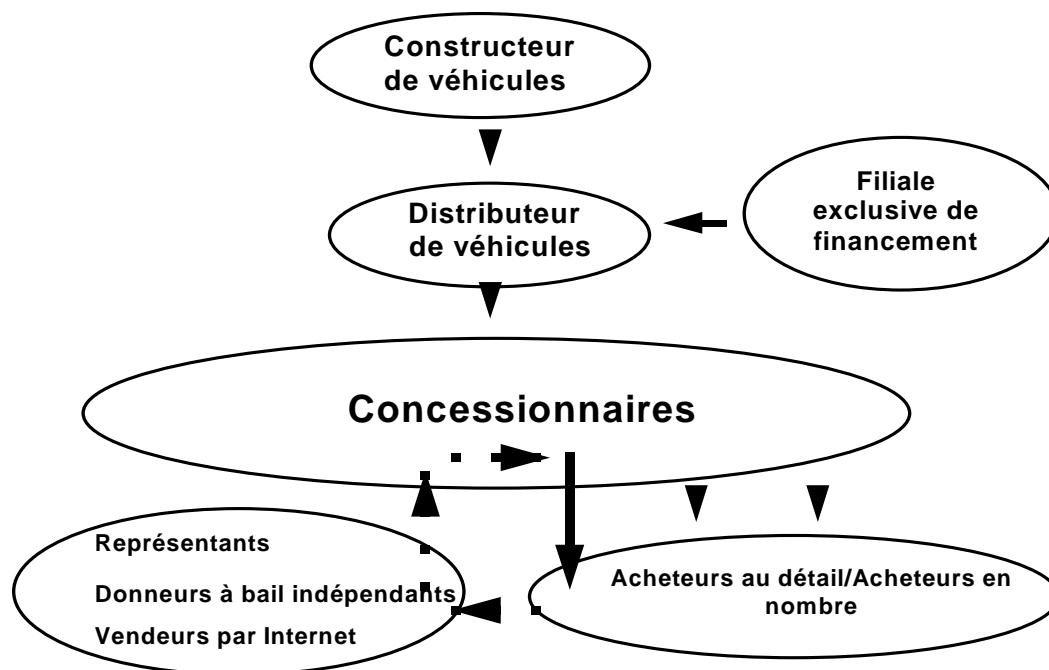 Constructeur
de véhicules
Distributeur
de véhicules
Filiale
exclusive de
financement
Concessionnaires
Représentants
Donneurs à bail indépendants
Vendeurs par Internet
Acheteurs au détail/Acheteurs en
nombre